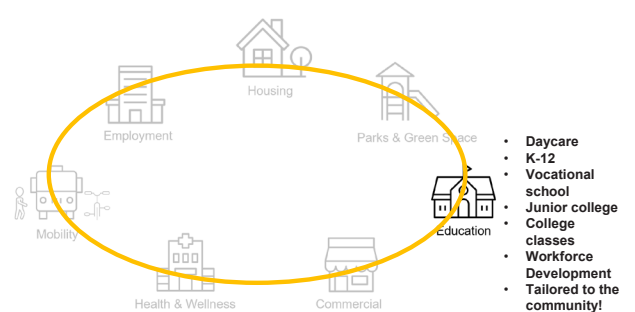 Housing
Employment
Parks & Green Space
• Daycare
• K-12
• Vocational
school
• Junior college
• College
classes
• Workforce
Development
• Tailored to the
community!
Education
Mobility
Health & Wellness
Commercial